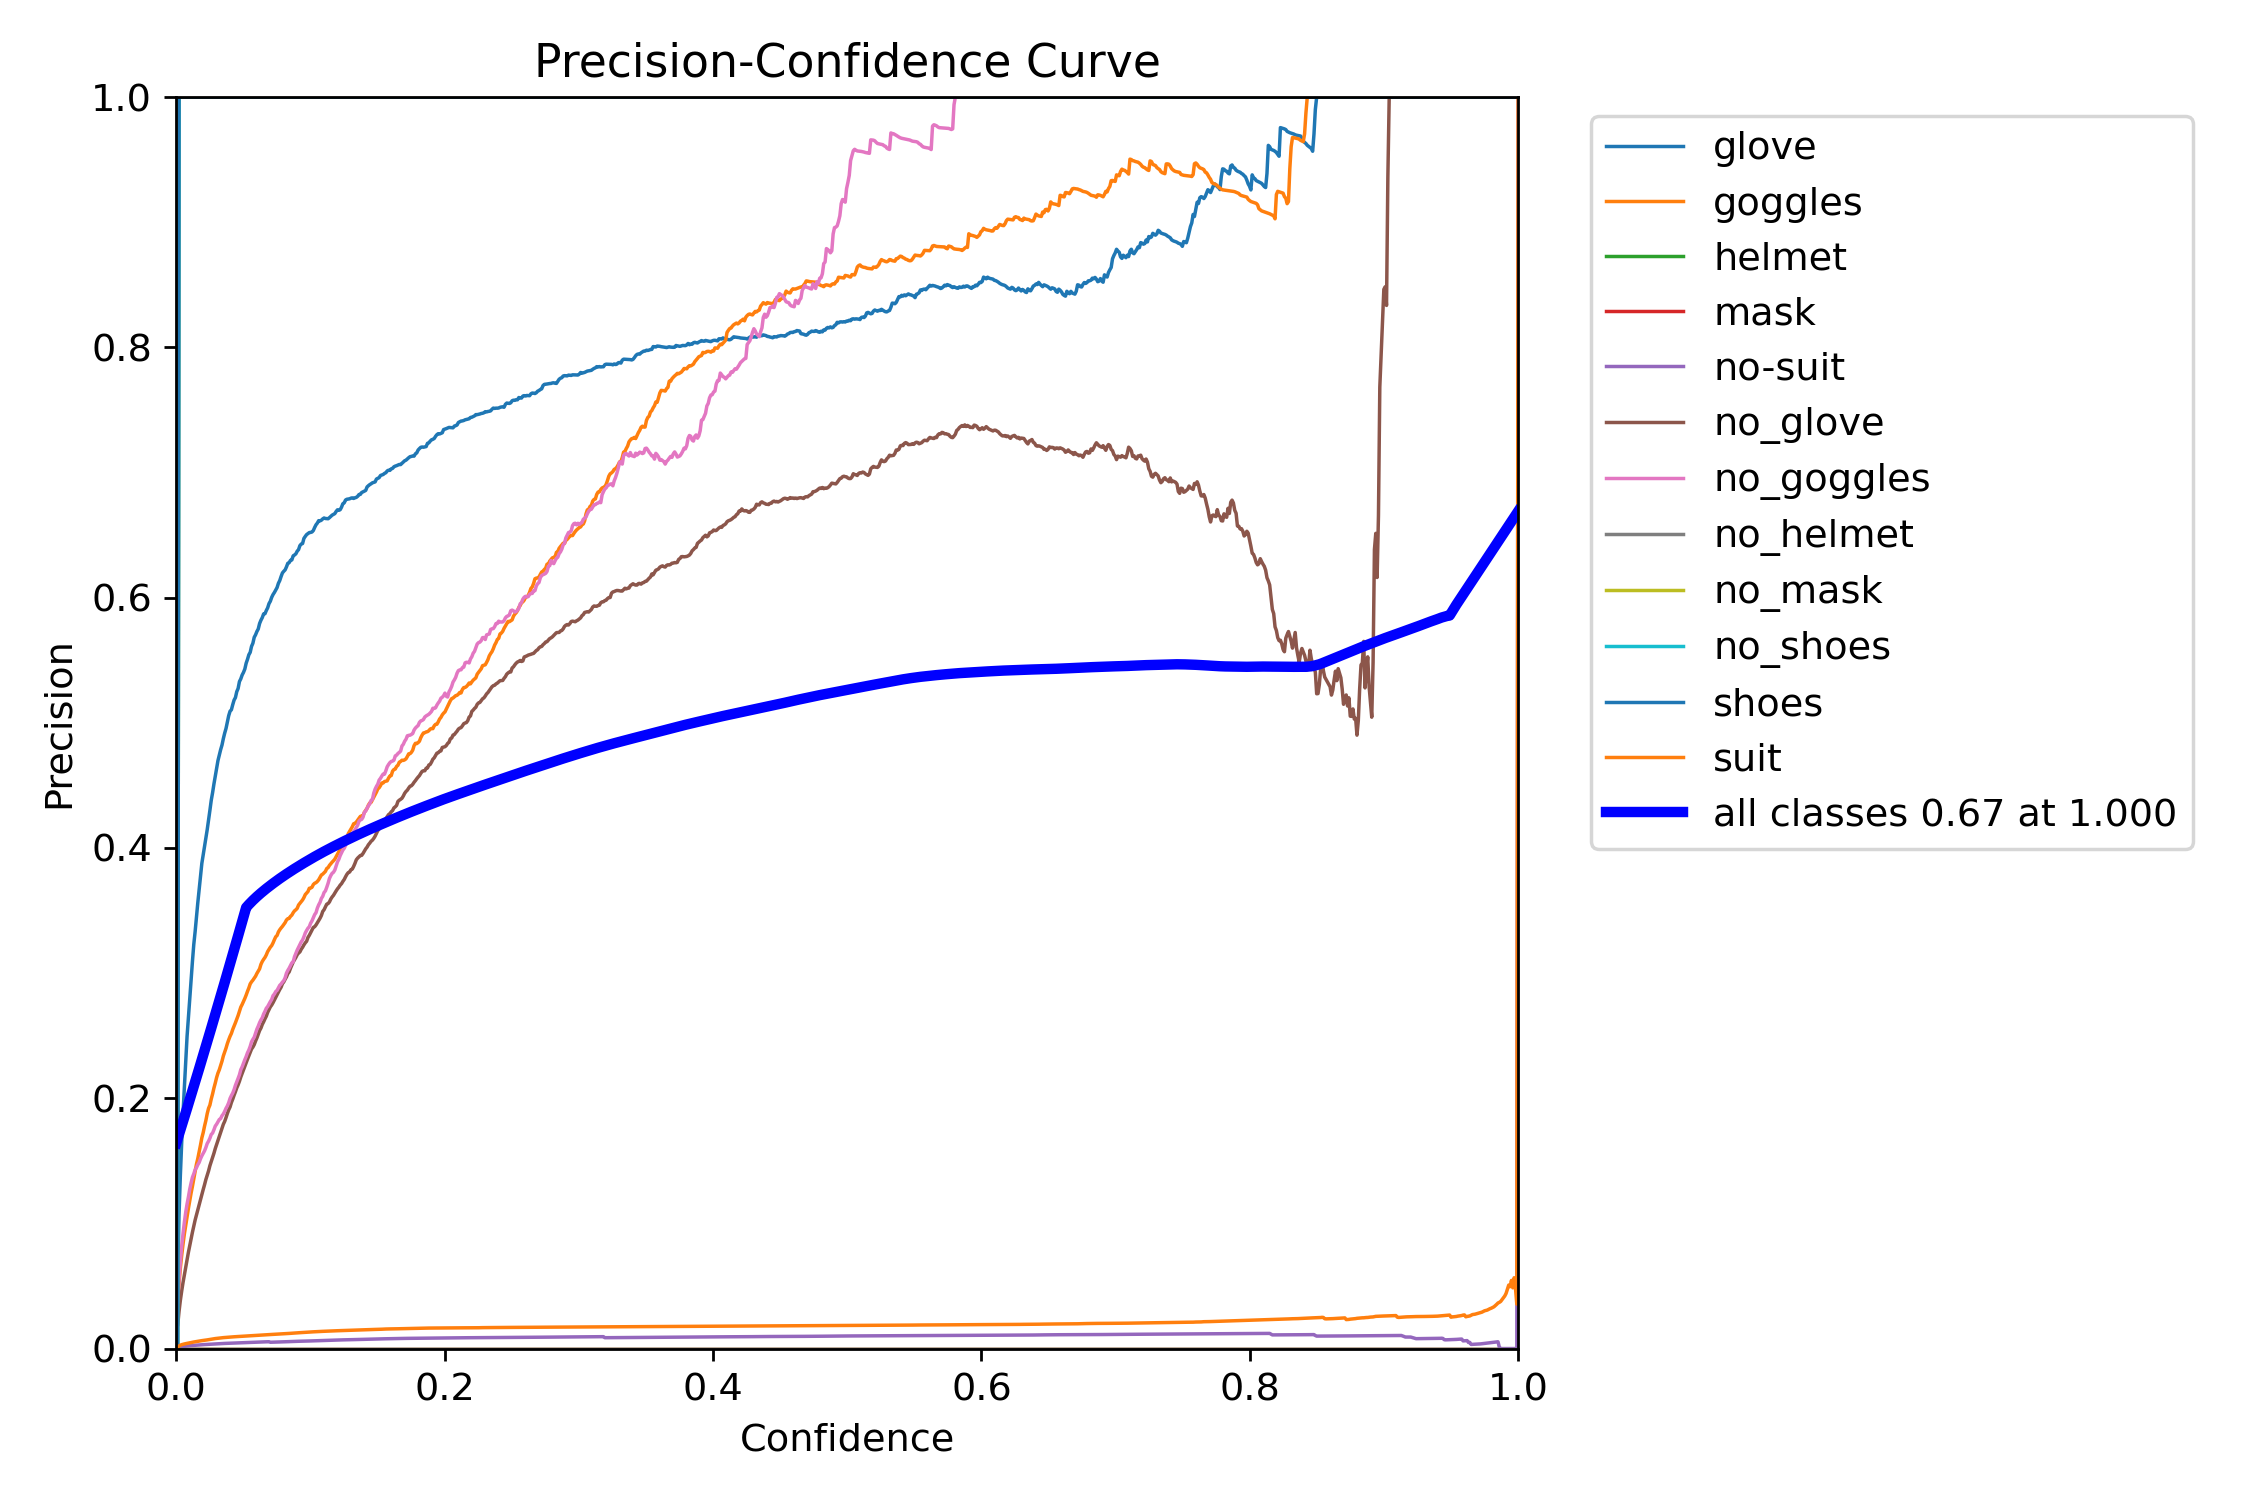 Precision-Confidence Curve
1.0
0.8
0.6
0.4
0.2
0.0
Precision
0.0 0.2 0.4 0.6 0.8 1.0
Confidence
glove
goggles
helmet
mask
no-suit
no_glove
no_goggles
no_helmet
no_mask
no_shoes
shoes
suit
all classes 0.67 at 1.000